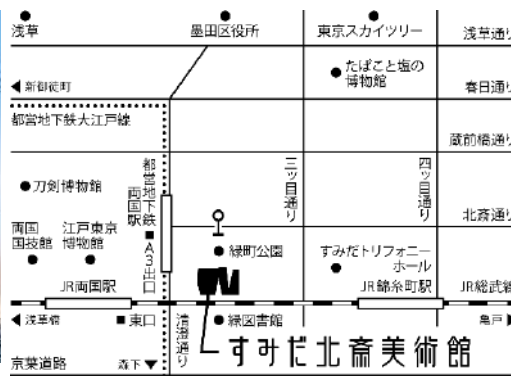 浅草
墨田区役所
東京スカイツリー
浅草通り
たばこと塩の
博物館
◀新御徒町
春日通り
都営地下鉄大江戸線
蔵前橋通り
都営地下鉄
両国駅
■A3出口
三ツ目通り
四ツ目通り
●刀剣博物館
北斎通り
両国
国技館
江戸東京
博物館
緑町公園
すみだトリフォニー
ホール
JR両国駅
JR錦糸町駅
JR総武線
◀浅草橋
■東口
清澄通り
緑図書館
亀戸
すみだ北斎美術館
京葉道路
森下▼